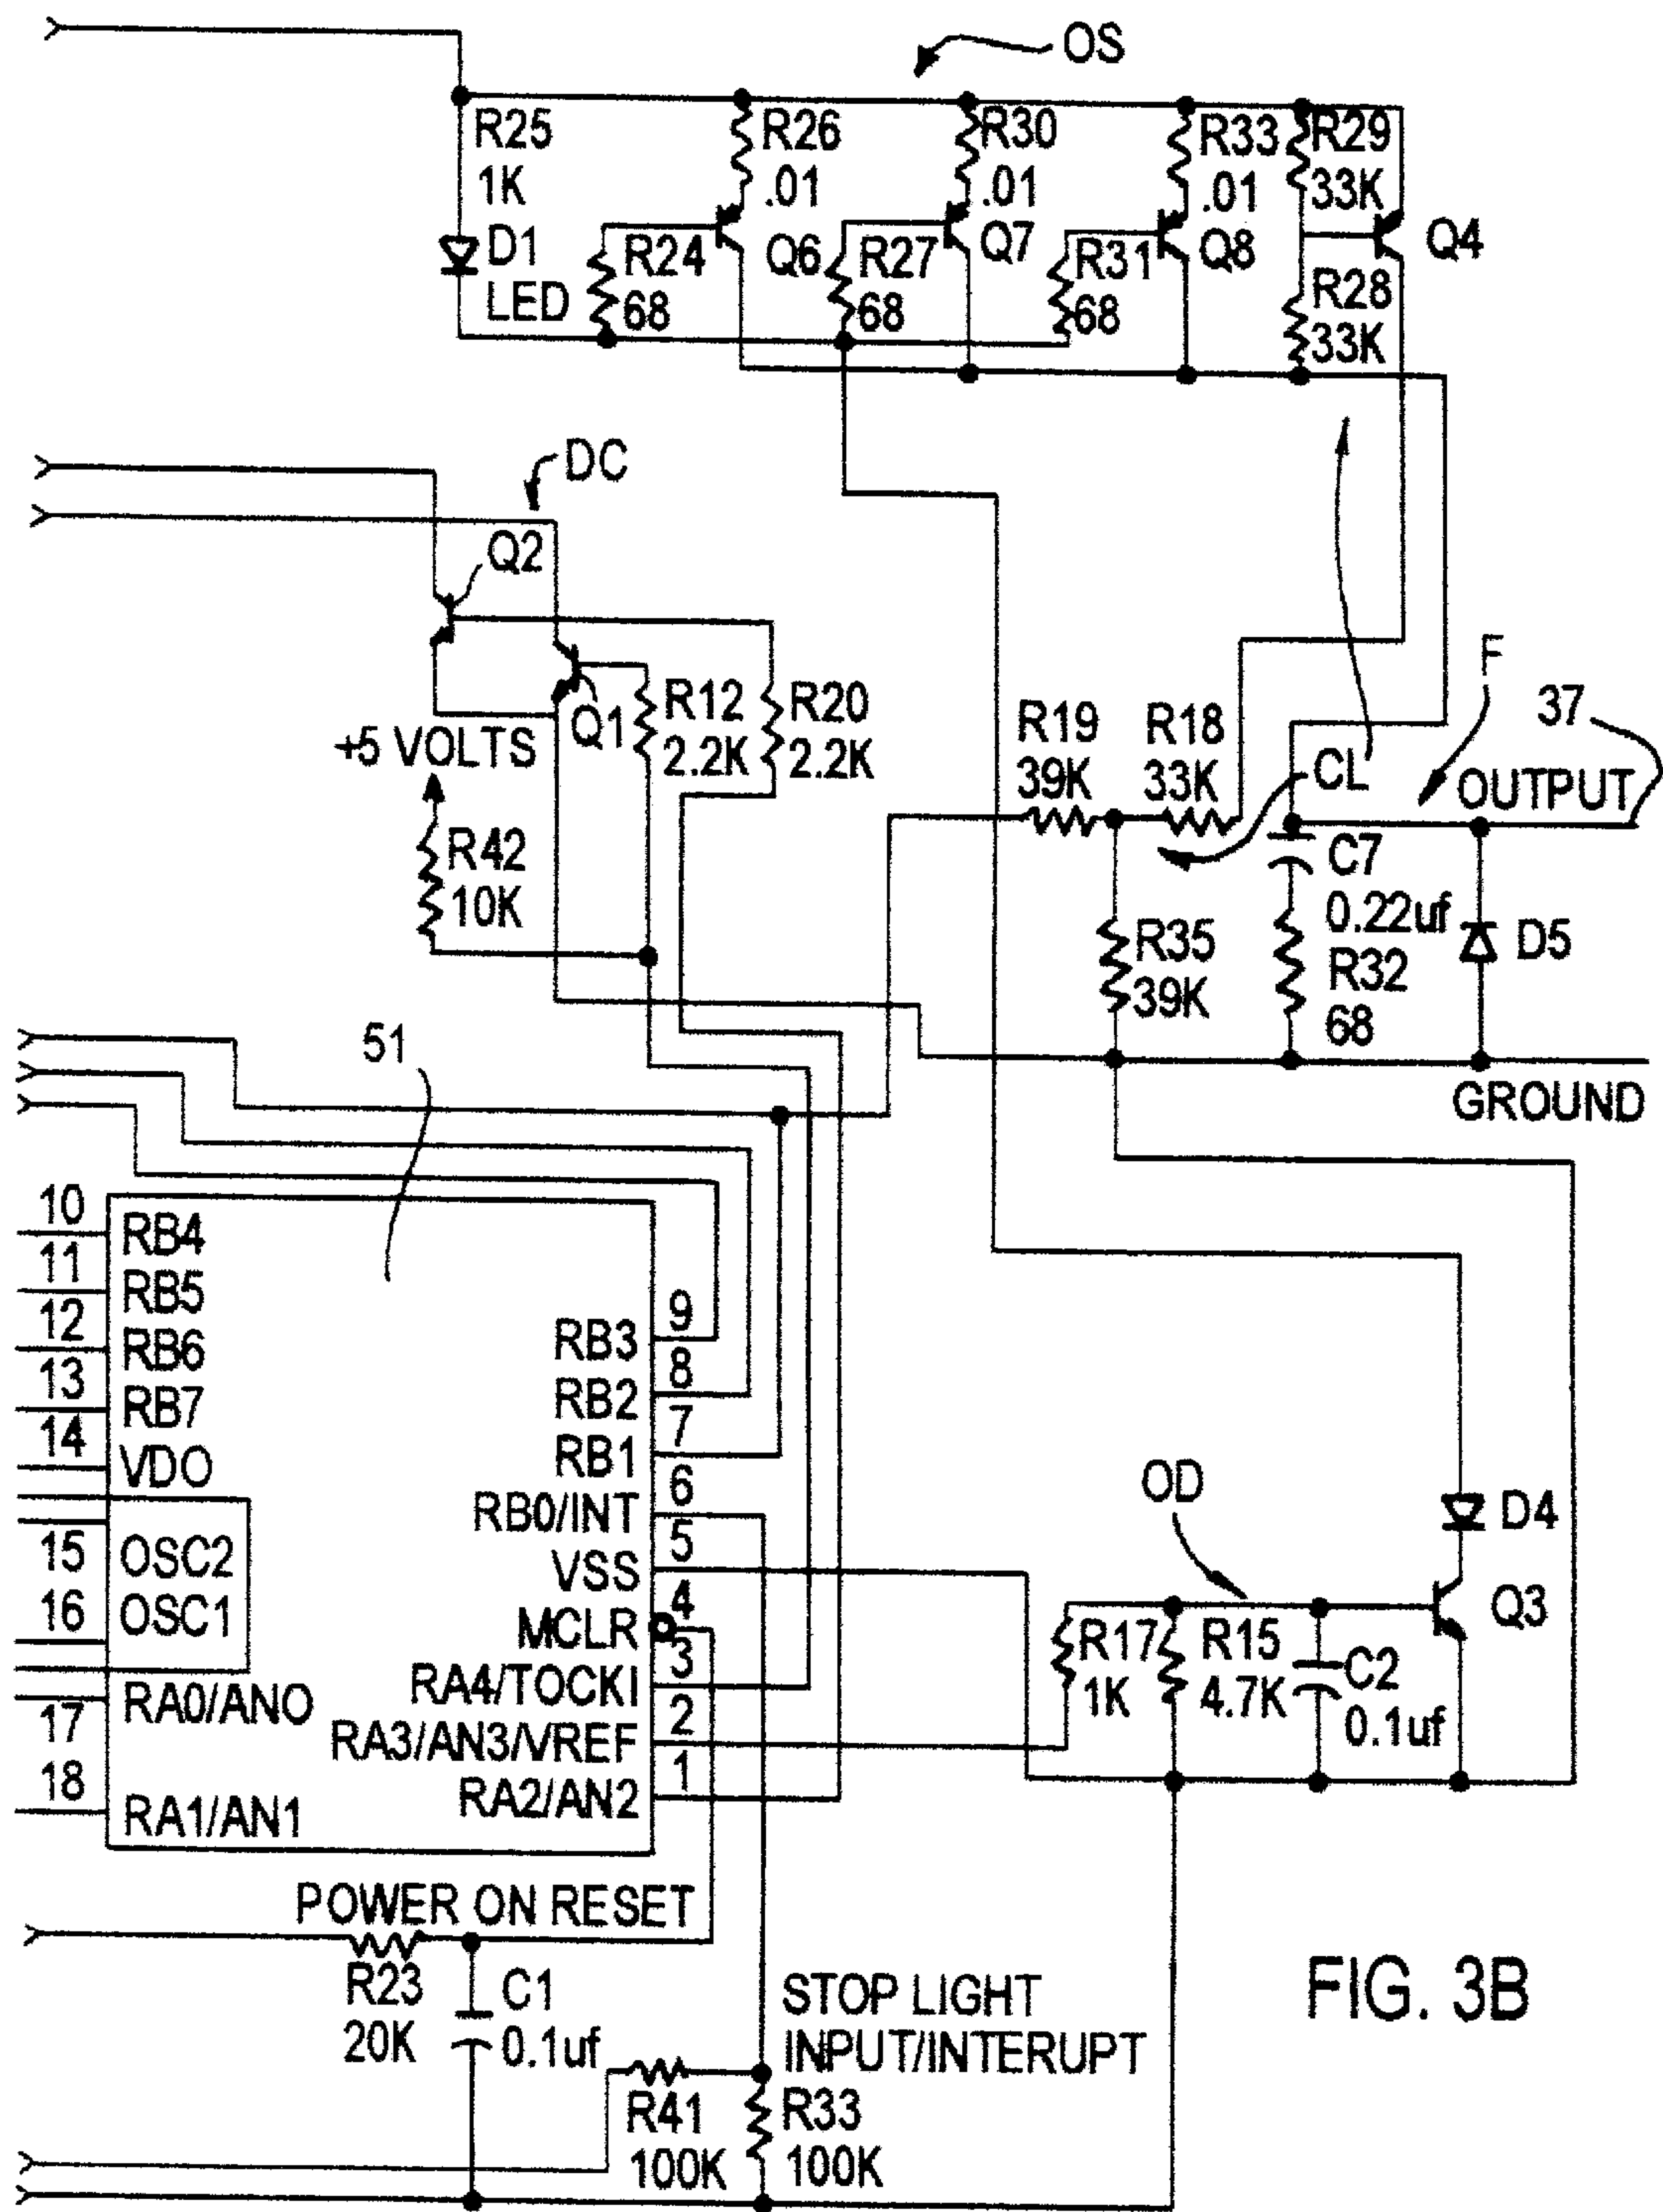 OS
R25
1K
D1
LED
R26
.01
Q6
R24
68
R30
.01
Q7
R27
68
R33
.01
Q8
R31
68
R29
33K
Q4
R28
33K
DC
Q2
Q1
+5 VOLTS
R12
2.2K
R20
2.2K
R42
10K
R19
39K
R18
33K
CL
F
37
OUTPUT
C7
0.22uf
R35
39K
R32
68
D5
GROUND
51
10
RB4
11
RB5
12
RB6
13
RB7
14
VDO
15
OSC2
16
OSC1
RA0/ANO
17
18
RA1/AN1
9
RB3
8
RB2
7
RB1
6
RB0/INT
5
VSS
4
MCLR
3
RA4/TOCKI
2
RA3/AN3/VREF
1
RA2/AN2
OD
D4
Q3
R17
1K
R15
4.7K
C2
0.1uf
POWER ON RESET
R23
20K
C1
0.1uf
STOP LIGHT
INPUT/INTERUPT
R41
100K
R33
100K
FIG. 3B